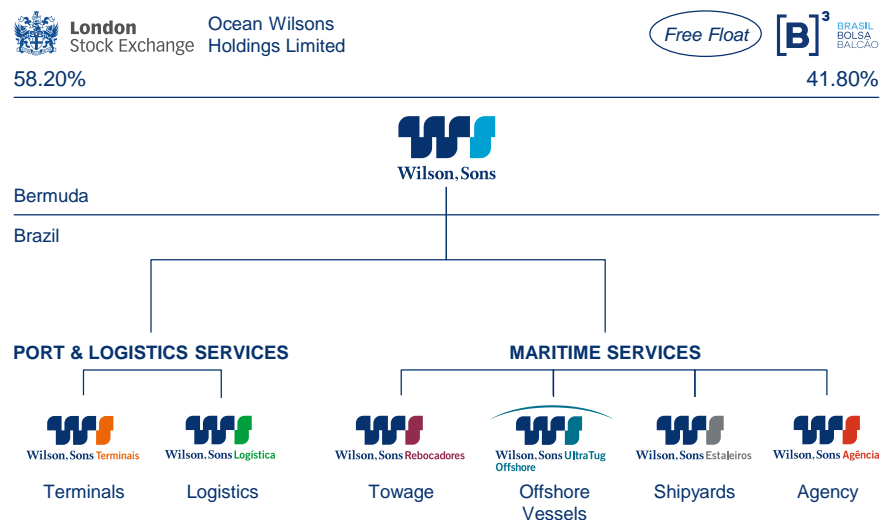 London
Stock Exchange
Ocean Wilsons
Holdings Limited
Free Float
[B]³
BRASIL
BOLSA
BALCÃO
58.20%
41.80%
Wilson, Sons
Bermuda
Brazil
PORT & LOGISTICS SERVICES
MARITIME SERVICES
Wilson, Sons Terminais
Wilson, Sons Logística
Wilson, Sons Rebocadores
Wilson, Sons UltraTug
Offshore
Wilson, Sons Estaleiros
Wilson, Sons Agência
Terminals
Logistics
Towage
Offshore
Vessels
Shipyards
Agency